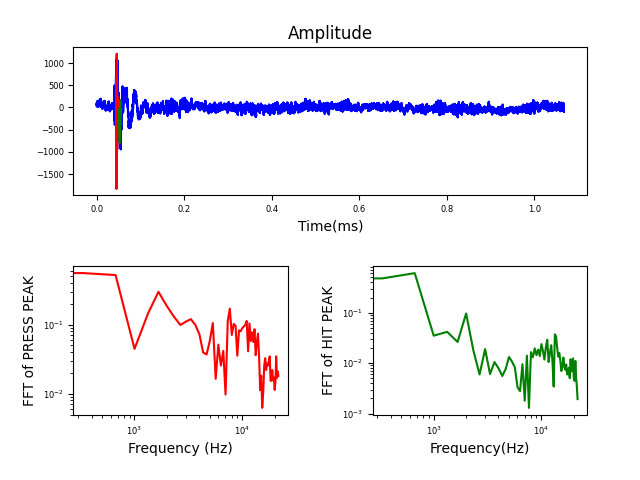 Amplitude
1000
500
0
−500
−1000
−1500
0.0 0.2 0.4 0.6 0.8 1.0
Time(ms)
FFT of PRESS PEAK
10⁻¹
10⁻²
10³ 10⁴
Frequency (Hz)
FFT of HIT PEAK
10⁻¹
10⁻²
10⁻³
10³ 10⁴
Frequency(Hz)